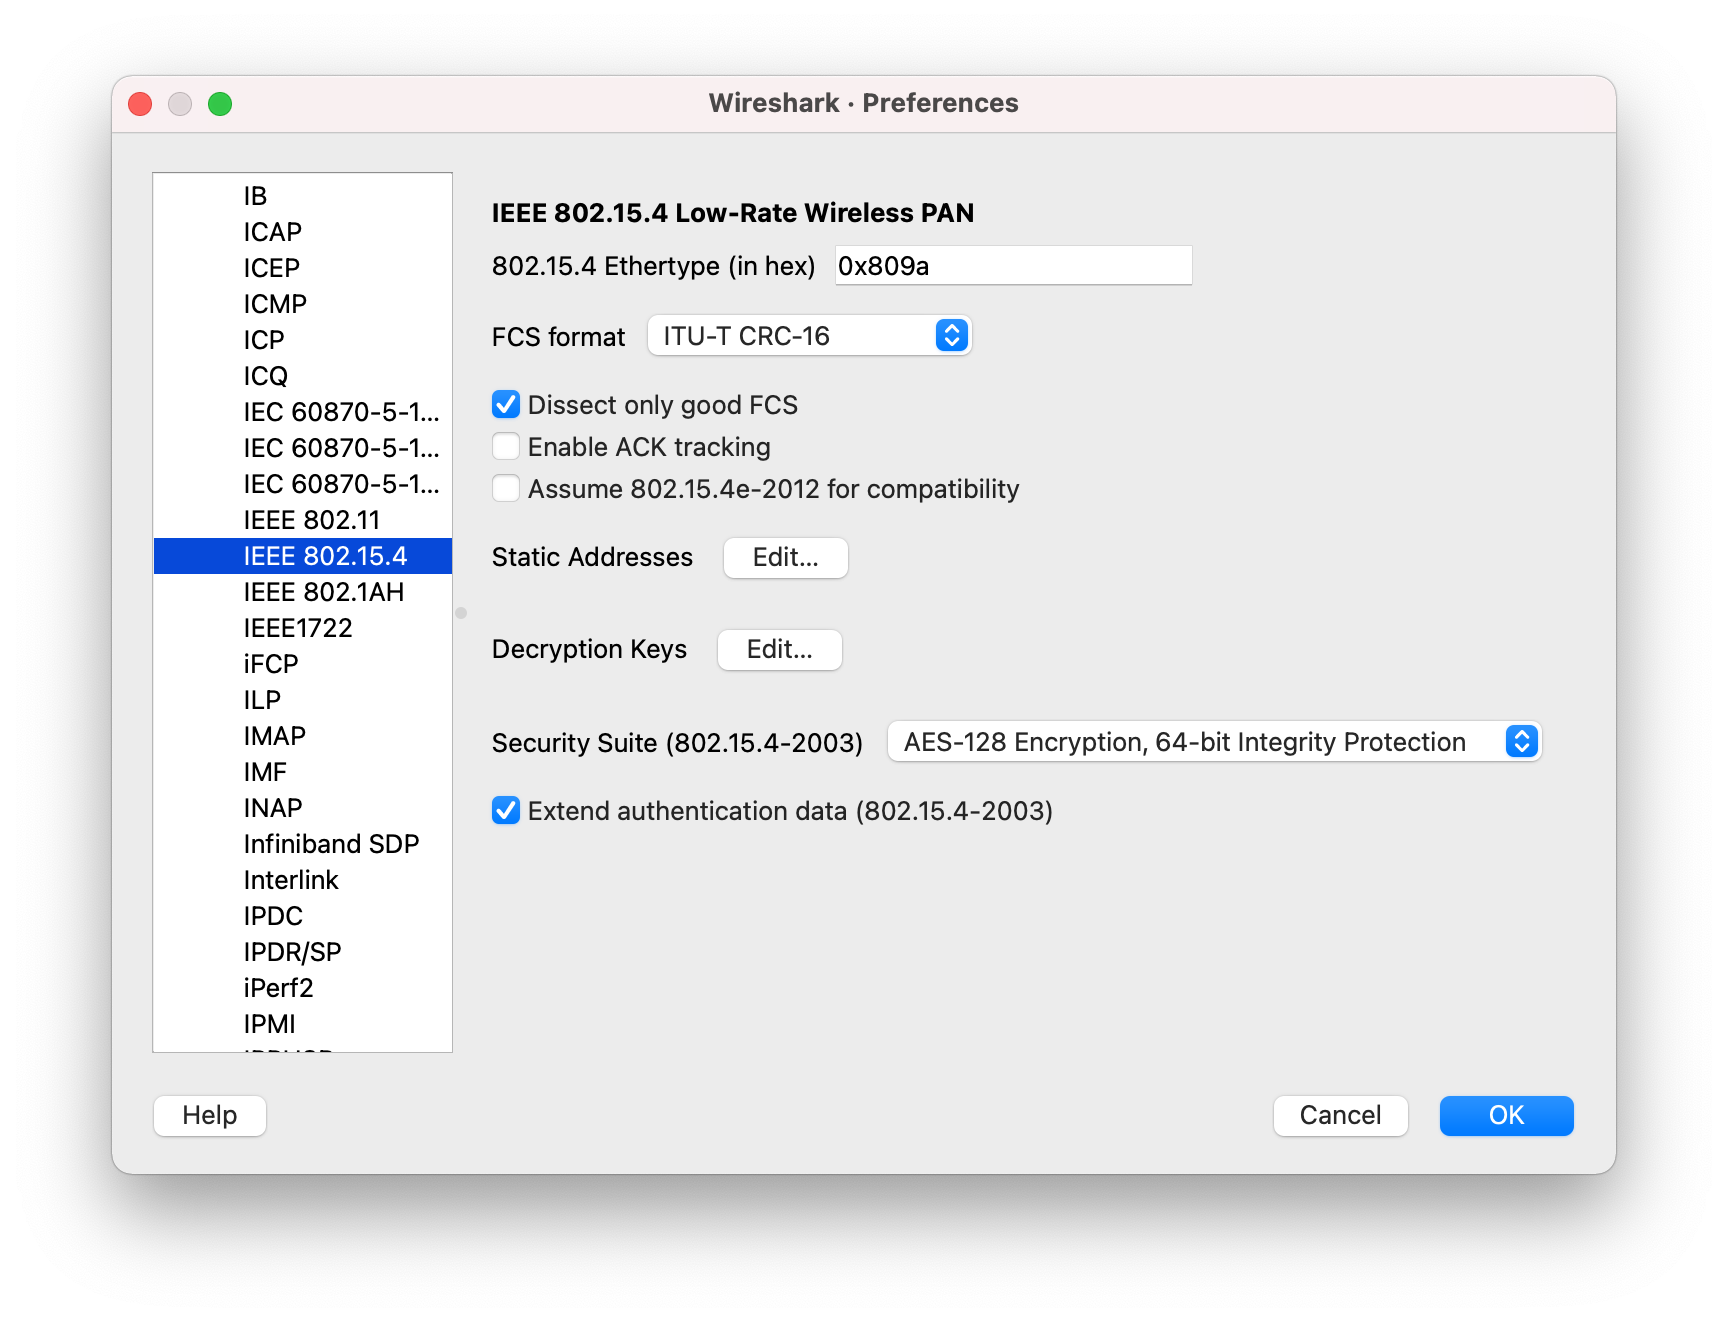 Wireshark · Preferences
IB
ICAP
ICEP
ICMP
ICP
ICQ
IEC 60870-5-1...
IEC 60870-5-1...
IEC 60870-5-1...
IEEE 802.11
IEEE 802.15.4
IEEE 802.1AH
IEEE1722
iFCP
ILP
IMAP
IMF
INAP
Infiniband SDP
Interlink
IPDC
IPDR/SP
iPerf2
IPMI
IEEE 802.15.4 Low-Rate Wireless PAN
802.15.4 Ethertype (in hex) 0x809a
FCS format ITU-T CRC-16
Dissect only good FCS
Enable ACK tracking
Assume 802.15.4e-2012 for compatibility
Static Addresses Edit...
Decryption Keys Edit...
Security Suite (802.15.4-2003) AES-128 Encryption, 64-bit Integrity Protection
Extend authentication data (802.15.4-2003)
Help Cancel OK